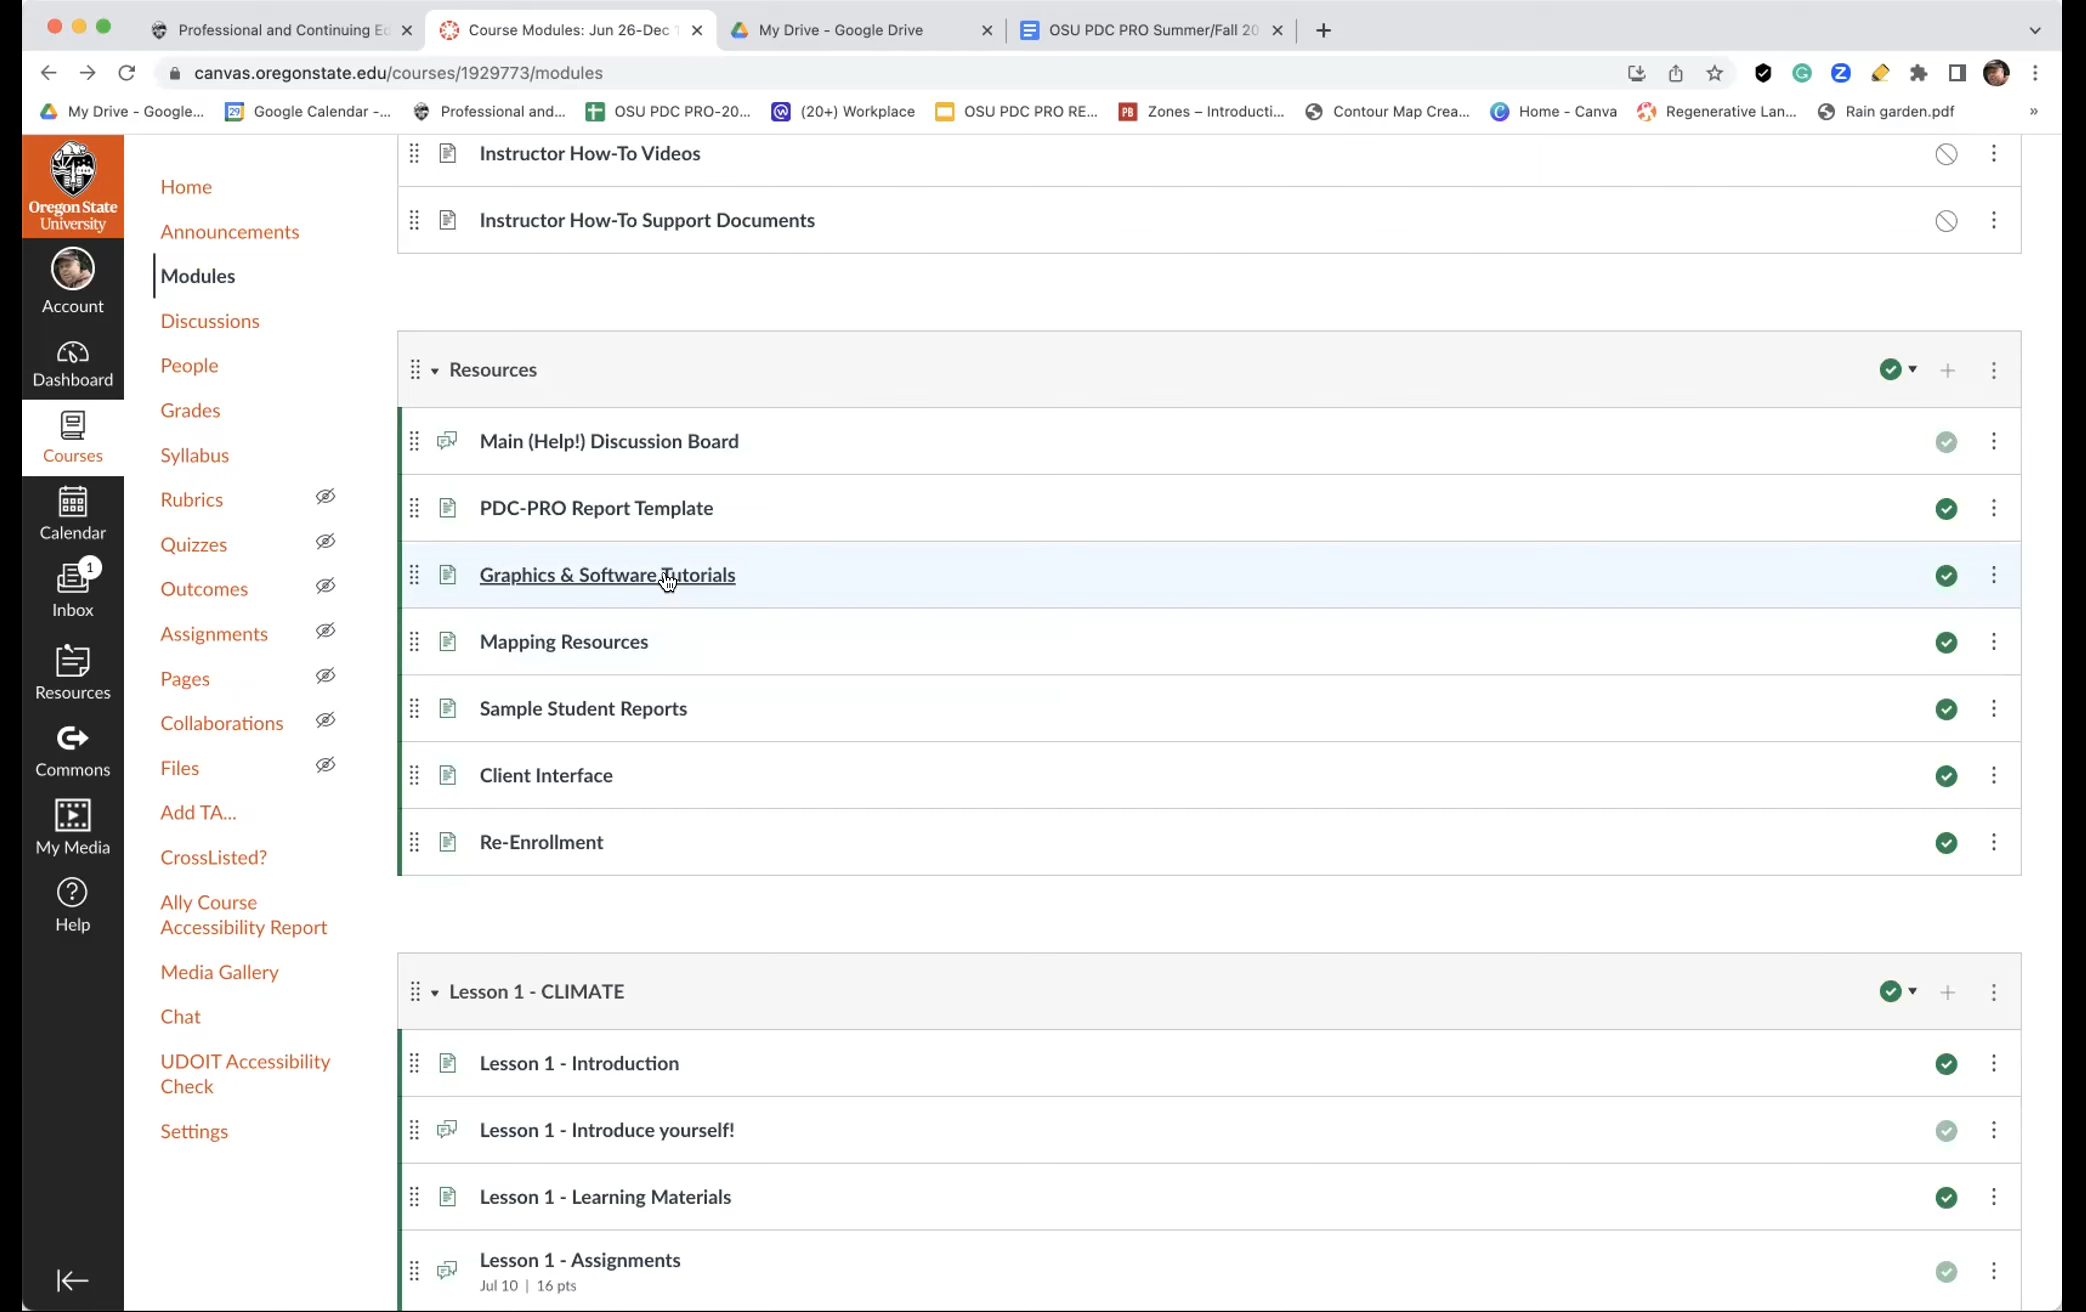 Professional and Continuing Ed
Course Modules: Jun 26-Dec 1
My Drive - Google Drive
OSU PDC PRO Summer/Fall 20
canvas.oregonstate.edu/courses/1929773/modules
My Drive - Google...
29
Google Calendar -...
Professional and...
OSU PDC PRO-20...
(20+) Workplace
OSU PDC PRO RE...
PB
Zones – Introducti...
Contour Map Crea...
Home - Canva
Regenerative Lan...
Rain garden.pdf
Oregon State
University
Account
Dashboard
Courses
Calendar
1
Inbox
Resources
Commons
My Media
Help
Home
Announcements
Modules
Discussions
People
Grades
Syllabus
Rubrics
Quizzes
Outcomes
Assignments
Pages
Collaborations
Files
Add TA...
CrossListed?
Ally Course
Accessibility Report
Media Gallery
Chat
UDOIT Accessibility
Check
Settings
Instructor How-To Videos
Instructor How-To Support Documents
Resources
Main (Help!) Discussion Board
PDC-PRO Report Template
Graphics & Software Tutorials
Mapping Resources
Sample Student Reports
Client Interface
Re-Enrollment
Lesson 1 - CLIMATE
Lesson 1 - Introduction
Lesson 1 - Introduce yourself!
Lesson 1 - Learning Materials
Lesson 1 - Assignments
Jul 10 | 16 pts